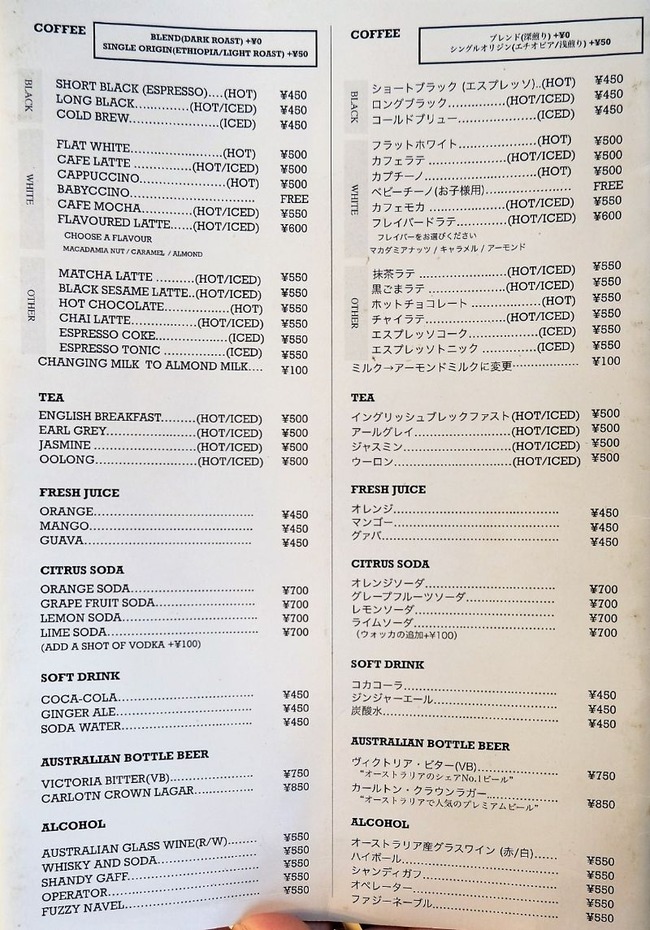 COFFEE
BLEND(DARK ROAST) +¥0
SINGLE ORIGIN(ETHIOPIA/LIGHT ROAST) +¥50
BLACK
SHORT BLACK (ESPRESSO)....(HOT) ¥450
LONG BLACK..............(HOT/ICED) ¥450
COLD BREW.....................(ICED) ¥450
WHITE
FLAT WHITE.......................(HOT) ¥500
CAFE LATTE ................(HOT/ICED) ¥500
CAPPUCCINO......................(HOT) ¥500
BABYCCINO............................... FREE
CAFE MOCHA...............(HOT/ICED) ¥550
FLAVOURED LATTE......(HOT/ICED) ¥600
CHOOSE A FLAVOUR
MACADAMIA NUT / CARAMEL / ALMOND
OTHER
MATCHA LATTE ..........(HOT/ICED) ¥550
BLACK SESAME LATTE..(HOT/ICED) ¥550
HOT CHOCOLATE................(HOT) ¥550
CHAI LATTE.................(HOT/ICED) ¥550
ESPRESSO COKE..................(ICED) ¥550
ESPRESSO TONIC ................(ICED) ¥550
CHANGING MILK TO ALMOND MILK.... ¥100
TEA
ENGLISH BREAKFAST.........(HOT/ICED) ¥500
EARL GREY.......................(HOT/ICED) ¥500
JASMINE ...........................(HOT/ICED) ¥500
OOLONG............................(HOT/ICED) ¥500
FRESH JUICE
ORANGE........................................ ¥450
MANGO......................................... ¥450
GUAVA.......................................... ¥450
CITRUS SODA
ORANGE SODA................................ ¥700
GRAPE FRUIT SODA......................... ¥700
LEMON SODA................................. ¥700
LIME SODA.................................... ¥700
(ADD A SHOT OF VODKA +¥100)
SOFT DRINK
COCA-COLA................................... ¥450
GINGER ALE.................................. ¥450
SODA WATER................................. ¥450
AUSTRALIAN BOTTLE BEER
VICTORIA BITTER(VB)..................... ¥750
CARLOTN CROWN LAGAR.............. ¥850
ALCOHOL
AUSTRALIAN GLASS WINE(R/W)........ ¥550
WHISKY AND SODA........................ ¥550
SHANDY GAFF.............................. ¥550
OPERATOR................................... ¥550
FUZZY NAVEL............................... ¥550
COFFEE
ブレンド(深煎り) +¥0
シングルオリジン(エチオピア/浅煎り) +¥50
BLACK
ショートブラック (エスプレッソ)..(HOT) ¥450
ロングブラック..............(HOT/ICED) ¥450
コールドブリュー.....................(ICED) ¥450
WHITE
フラットホワイト....................(HOT) ¥500
カフェラテ.....................(HOT/ICED) ¥500
カプチーノ............................(HOT) ¥500
ベビーチーノ(お子様用)..................... FREE
カフェモカ.....................(HOT/ICED) ¥550
フレイバードラテ..............(HOT/ICED) ¥600
フレイバーをお選びください
マカダミアナッツ / キャラメル / アーモンド
OTHER
抹茶ラテ ......................(HOT/ICED) ¥550
黒ごまラテ....................(HOT/ICED) ¥550
ホットチョコレート .................(HOT) ¥550
チャイラテ....................(HOT/ICED) ¥550
エスプレッソコーク..................(ICED) ¥550
エスプレッソトニック ...............(ICED) ¥550
ミルク→アーモンドミルクに変更................ ¥100
TEA
イングリッシュブレックファスト(HOT/ICED) ¥500
アールグレイ........................(HOT/ICED) ¥500
ジャスミン...........................(HOT/ICED) ¥500
ウーロン..............................(HOT/ICED) ¥500
FRESH JUICE
オレンジ......................................... ¥450
マンゴー......................................... ¥450
グァバ............................................ ¥450
CITRUS SODA
オレンジソーダ................................ ¥700
グレープフルーツソーダ....................... ¥700
レモンソーダ................................... ¥700
ライムソーダ................................... ¥700
(ウォッカの追加+¥100)
SOFT DRINK
コカコーラ...................................... ¥450
ジンジャーエール.............................. ¥450
炭酸水........................................... ¥450
AUSTRALIAN BOTTLE BEER
ヴィクトリア・ビター(VB)..................... ¥750
"オーストラリアのシェアNo.1ビール"
カールトン・クラウンラガー................. ¥850
"オーストラリアで人気のプレミアムビール"
ALCOHOL
オーストラリア産グラスワイン (赤/白)...... ¥550
ハイボール...................................... ¥550
シャンディガフ................................. ¥550
オペレーター................................... ¥550
ファジーネーブル.............................. ¥550